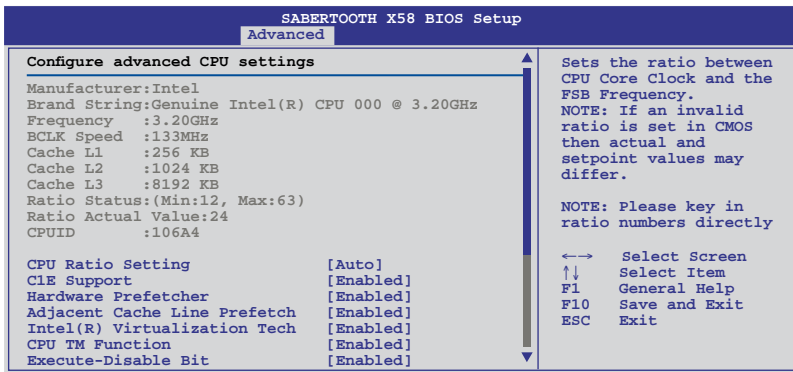 SABERTOOTH X58 BIOS Setup
Advanced
Configure advanced CPU settings
Manufacturer:Intel
Brand String:Genuine Intel(R) CPU 000 @ 3.20GHz
Frequency :3.20GHz
BCLK Speed :133MHz
Cache L1 :256 KB
Cache L2 :1024 KB
Cache L3 :8192 KB
Ratio Status:(Min:12, Max:63)
Ratio Actual Value:24
CPUID :106A4
CPU Ratio Setting [Auto]
C1E Support [Enabled]
Hardware Prefetcher [Enabled]
Adjacent Cache Line Prefetch [Enabled]
Intel(R) Virtualization Tech [Enabled]
CPU TM Function [Enabled]
Execute-Disable Bit [Enabled]
Sets the ratio between
CPU Core Clock and the
FSB Frequency.
NOTE: If an invalid
ratio is set in CMOS
then actual and
setpoint values may
differ.
NOTE: Please key in
ratio numbers directly
←→ Select Screen
↑↓ Select Item
F1 General Help
F10 Save and Exit
ESC Exit